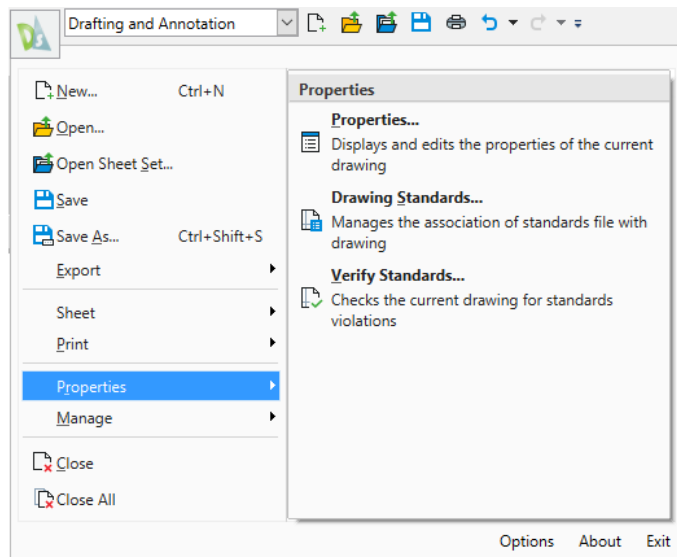 DS
Drafting and Annotation
New... Ctrl+N
Open...
Open Sheet Set...
Save
Save As... Ctrl+Shift+S
Export
Sheet
Print
Properties
Manage
Close
Close All
Properties
Properties...
Displays and edits the properties of the current
drawing
Drawing Standards...
Manages the association of standards file with
drawing
Verify Standards...
Checks the current drawing for standards
violations
Options About Exit